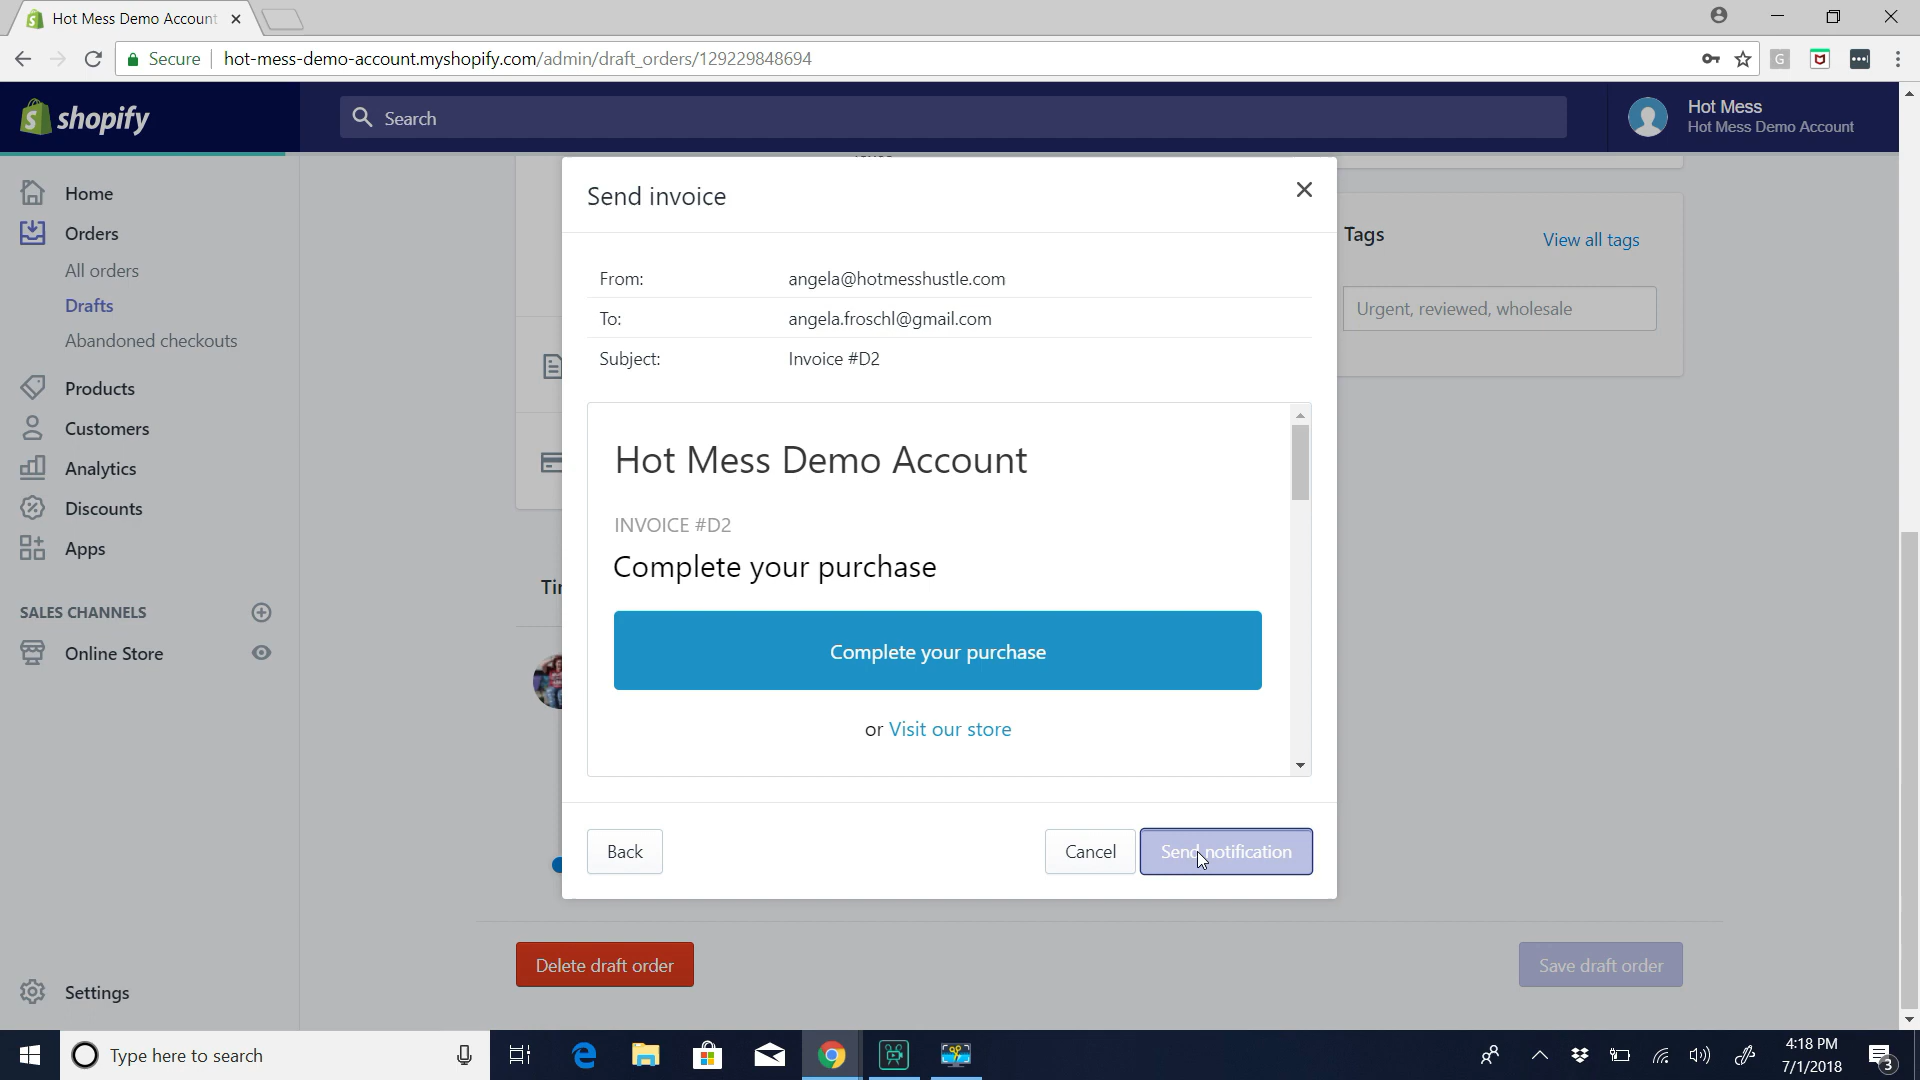 Hot Mess Demo Account
Secure
hot-mess-demo-account.myshopify.com/admin/draft_orders/129229848694
G
shopify
Search
Hot Mess
Hot Mess Demo Account
Home
Orders
All orders
Drafts
Abandoned checkouts
Products
Customers
Analytics
Discounts
Apps
SALES CHANNELS
Online Store
Settings
Send invoice
From: angela@hotmesshustle.com
To: angela.froschl@gmail.com
Subject: Invoice #D2
Hot Mess Demo Account
INVOICE #D2
Complete your purchase
Complete your purchase
or Visit our store
Back
Cancel
Send notification
Tags
View all tags
Urgent, reviewed, wholesale
Delete draft order
Save draft order
Type here to search
4:18 PM
7/1/2018
3